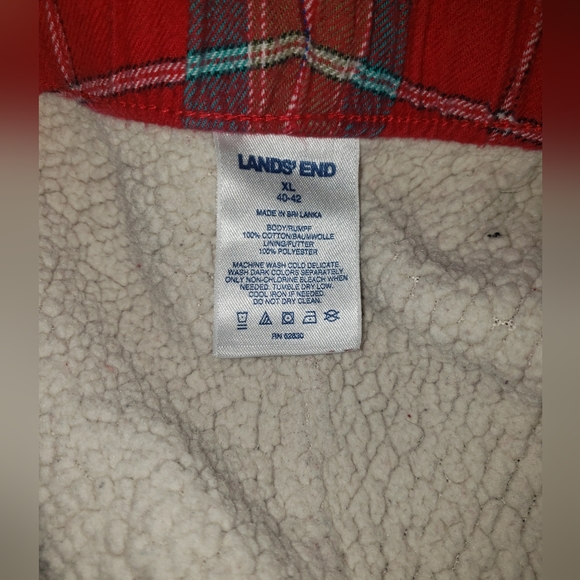 LANDS' END
XL
40-42
MADE IN SRI LANKA
BODY/RUMPF
100% COTTON/BAUMWOLLE
LINING/FUTTER
100% POLYESTER
MACHINE WASH COLD DELICATE.
WASH DARK COLORS SEPARATELY.
ONLY NON-CHLORINE BLEACH WHEN
NEEDED. TUMBLE DRY LOW.
COOL IRON IF NEEDED.
DO NOT DRY CLEAN.
RN 62830